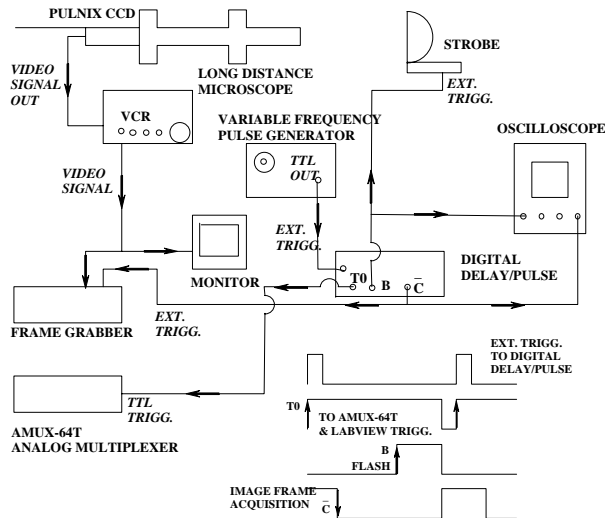 PULNIX CCD
STROBE
VIDEO
SIGNAL
OUT
LONG DISTANCE
MICROSCOPE
EXT.
TRIGG.
VCR
VARIABLE FREQUENCY
PULSE GENERATOR
OSCILLOSCOPE
TTL
OUT
VIDEO
SIGNAL
EXT.
TRIGG.
DIGITAL
DELAY/PULSE
MONITOR
T0
B
C̅
FRAME GRABBER
EXT.
TRIGG.
EXT. TRIGG.
TO DIGITAL
DELAY/PULSE
TTL
TRIGG.
AMUX-64T
ANALOG MULTIPLEXER
T0
TO AMUX-64T
& LABVIEW TRIGG.
B
FLASH
IMAGE FRAME
ACQUISITION
C̅